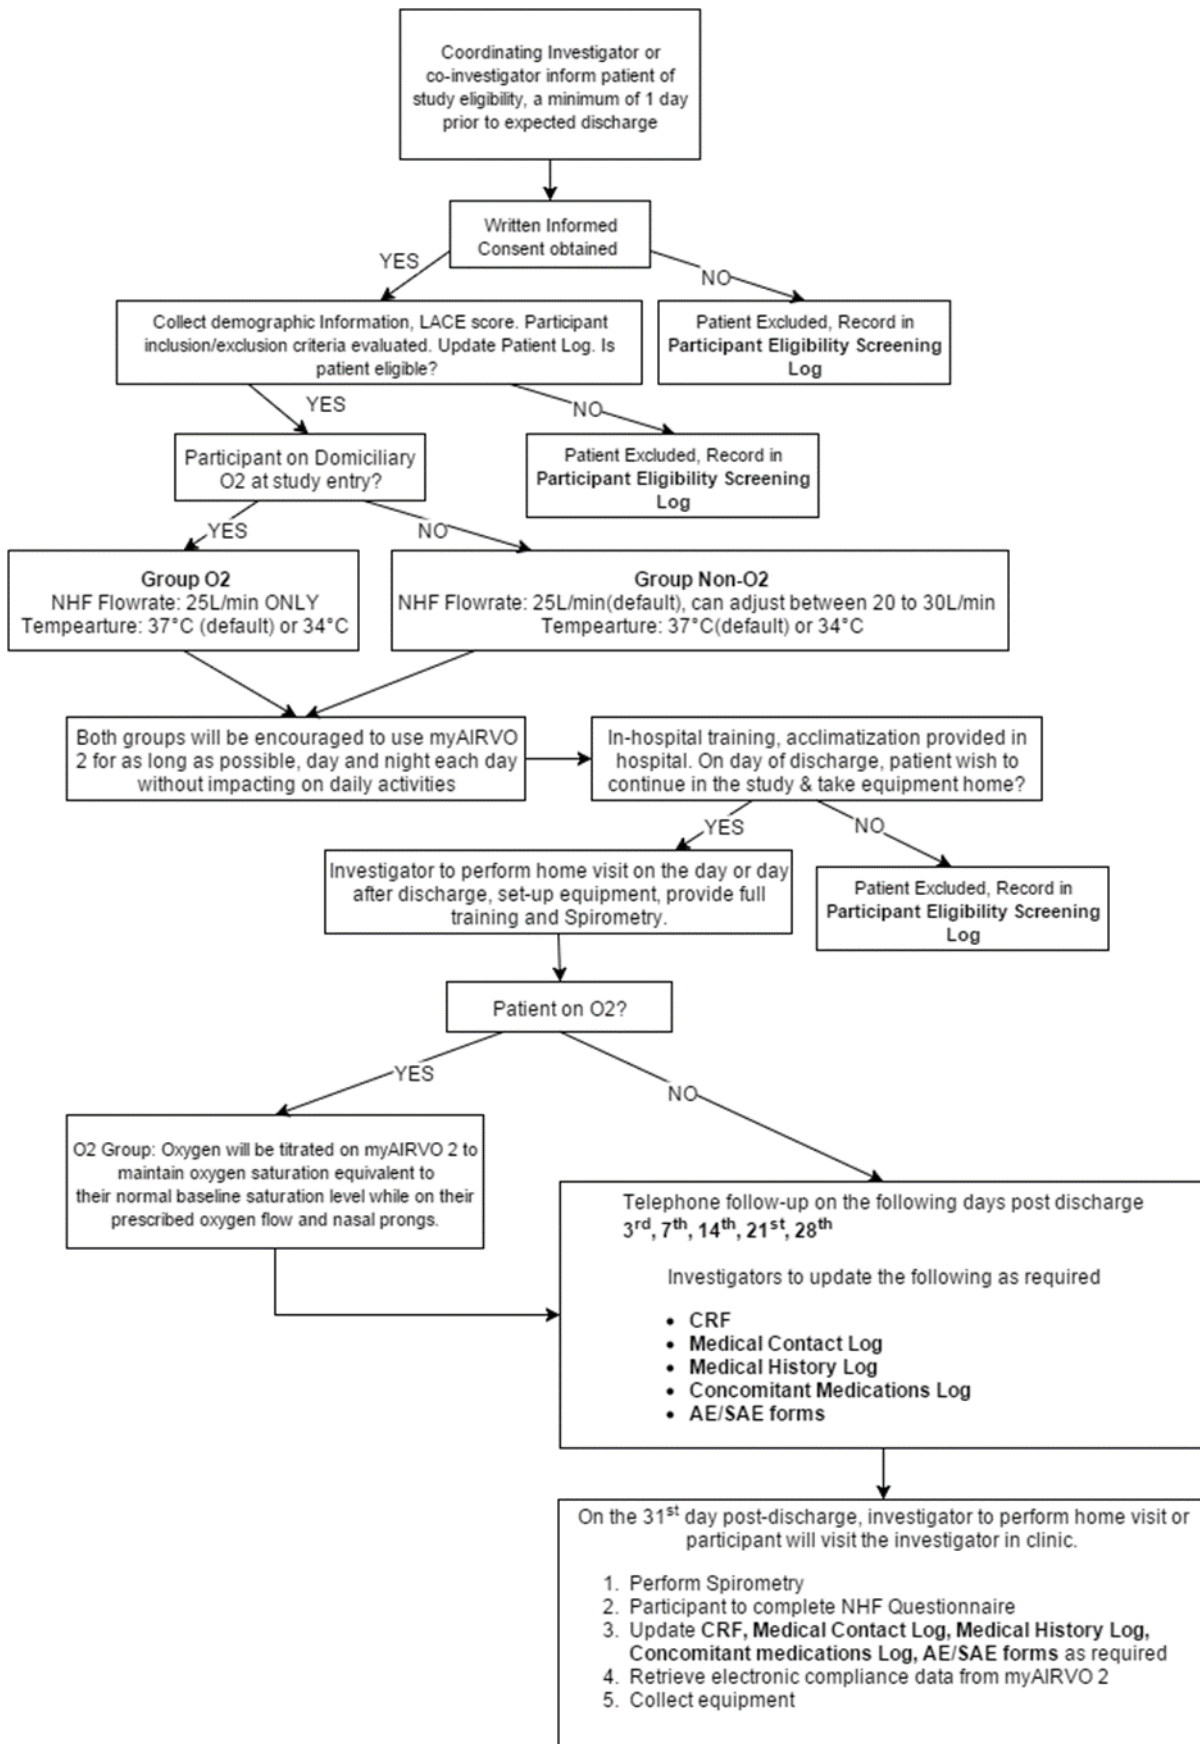 Coordinating Investigator or
co-investigator inform patient of
study eligibility, a minimum of 1 day
prior to expected discharge
Written Informed
Consent obtained
YES
NO
Collect demographic Information, LACE score. Participant
inclusion/exclusion criteria evaluated. Update Patient Log. Is
patient eligible?
Patient Excluded, Record in
Participant Eligibility Screening
Log
YES
NO
Participant on Domiciliary
O2 at study entry?
Patient Excluded, Record in
Participant Eligibility Screening
Log
YES
NO
Group O2
NHF Flowrate: 25L/min ONLY
Tempearture: 37°C (default) or 34°C
Group Non-O2
NHF Flowrate: 25L/min(default), can adjust between 20 to 30L/min
Tempearture: 37°C(default) or 34°C
Both groups will be encouraged to use myAIRVO
2 for as long as possible, day and night each day
without impacting on daily activities
In-hospital training, acclimatization provided in
hospital. On day of discharge, patient wish to
continue in the study & take equipment home?
YES
NO
Investigator to perform home visit on the day or day
after discharge, set-up equipment, provide full
training and Spirometry.
Patient Excluded, Record in
Participant Eligibility Screening
Log
Patient on O2?
YES
NO
O2 Group: Oxygen will be titrated on myAIRVO 2 to
maintain oxygen saturation equivalent to
their normal baseline saturation level while on their
prescribed oxygen flow and nasal prongs.
Telephone follow-up on the following days post discharge
3rd, 7th, 14th, 21st, 28th
Investigators to update the following as required
• CRF
• Medical Contact Log
• Medical History Log
• Concomitant Medications Log
• AE/SAE forms
On the 31st day post-discharge, investigator to perform home visit or
participant will visit the investigator in clinic.
1. Perform Spirometry
2. Participant to complete NHF Questionnaire
3. Update CRF, Medical Contact Log, Medical History Log,
Concomitant medications Log, AE/SAE forms as required
4. Retrieve electronic compliance data from myAIRVO 2
5. Collect equipment